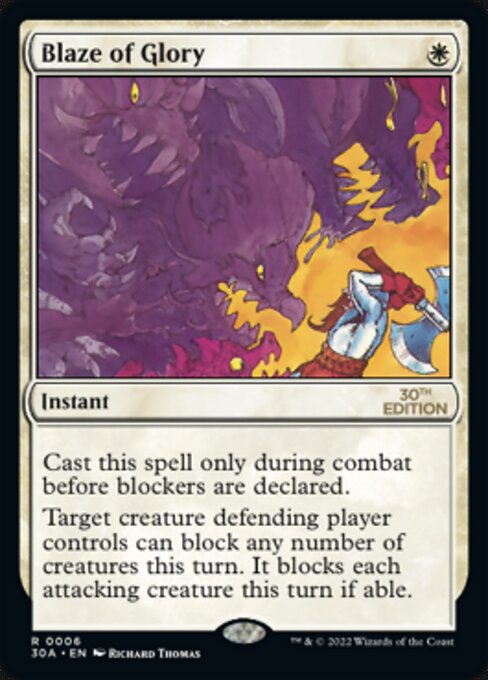 Blaze of Glory
Instant
30TH
EDITION
Cast this spell only during combat
before blockers are declared.
Target creature defending player
controls can block any number of
creatures this turn. It blocks each
attacking creature this turn if able.
R 0006
30A • EN Richard Thomas
™ & © 2022 Wizards of the Coast